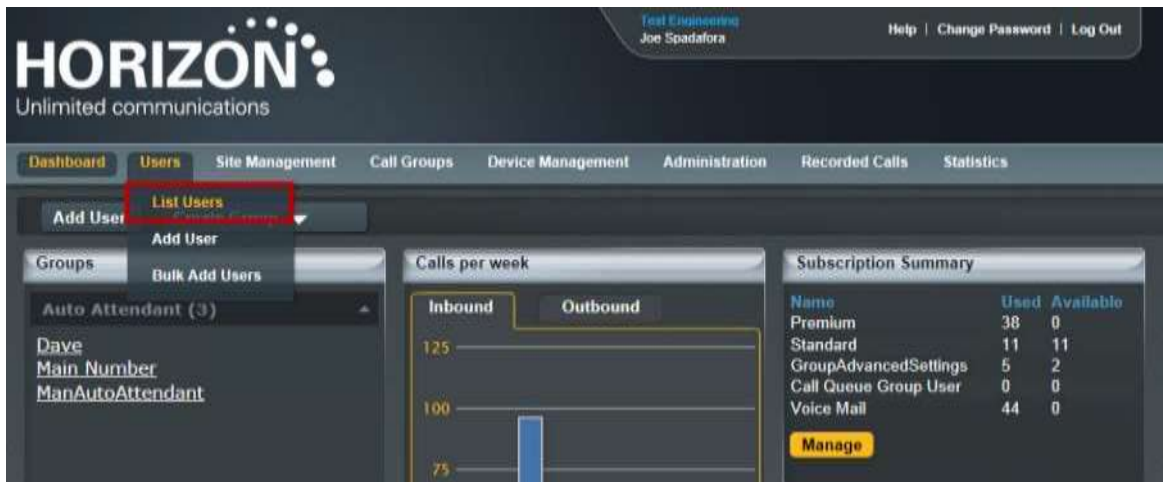 Test Engineering
Joe Spadafora
Help | Change Password | Log Out
HORIZON
Unlimited communications
Dashboard Users Site Management Call Groups Device Management Administration Recorded Calls Statistics
List Users
Add User
Bulk Add Users
Add User Create Group
Groups
Auto Attendant (3)
Dave
Main Number
ManAutoAttendant
Calls per week
Inbound Outbound
125
100
75
Subscription Summary
Name Used Available
Premium 38 0
Standard 11 11
GroupAdvancedSettings 5 2
Call Queue Group User 0 0
Voice Mail 44 0
Manage